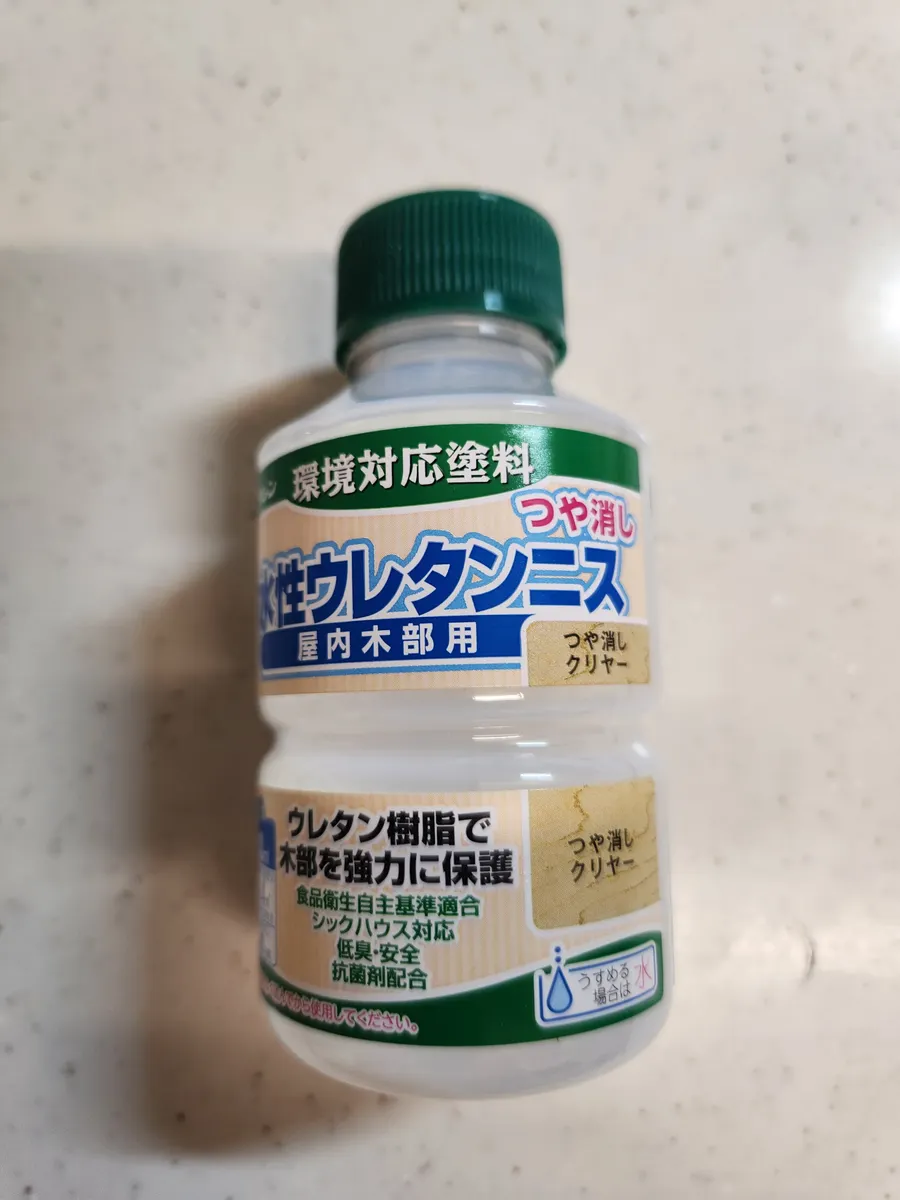 環境対応塗料
つや消し
水性ウレタンニス
屋内木部用
つや消し
クリヤー
ウレタン樹脂で
木部を強力に保護
つや消し
クリヤー
食品衛生自主基準適合
シックハウス対応
低臭・安全
抗菌剤配合
うすめる
場合は
水
でから使用してください。